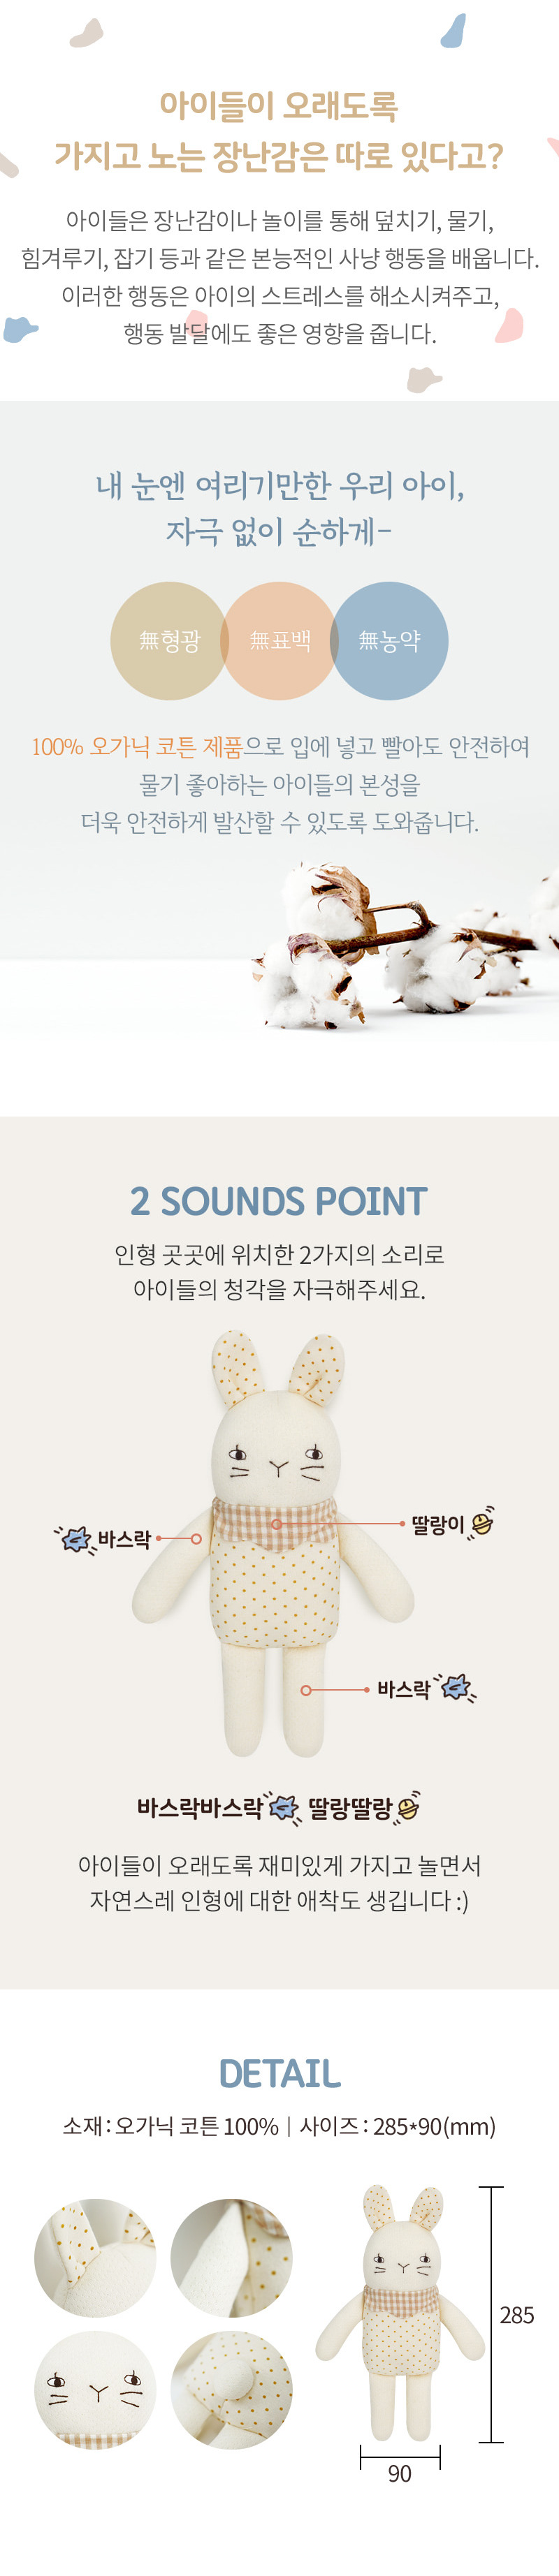 아이들이 오래도록
가지고 노는 장난감은 따로 있다고?
아이들은 장난감이나 놀이를 통해 덮치기, 물기,
힘겨루기, 잡기 등과 같은 본능적인 사냥 행동을 배웁니다.
이러한 행동은 아이의 스트레스를 해소시켜주고,
행동 발달에도 좋은 영향을 줍니다.
내 눈엔 여리기만한 우리 아이,
자극 없이 순하게-
無형광 無표백 無농약
100% 오가닉 코튼 제품으로 입에 넣고 빨아도 안전하여
물기 좋아하는 아이들의 본성을
더욱 안전하게 발산할 수 있도록 도와줍니다.
2 SOUNDS POINT
인형 곳곳에 위치한 2가지의 소리로
아이들의 청각을 자극해주세요.
딸랑이
바스락
바스락
바스락바스락 딸랑딸랑
아이들이 오래도록 재미있게 가지고 놀면서
자연스레 인형에 대한 애착도 생깁니다 :)
DETAIL
소재 : 오가닉 코튼 100% | 사이즈 : 285*90(mm)
285
90